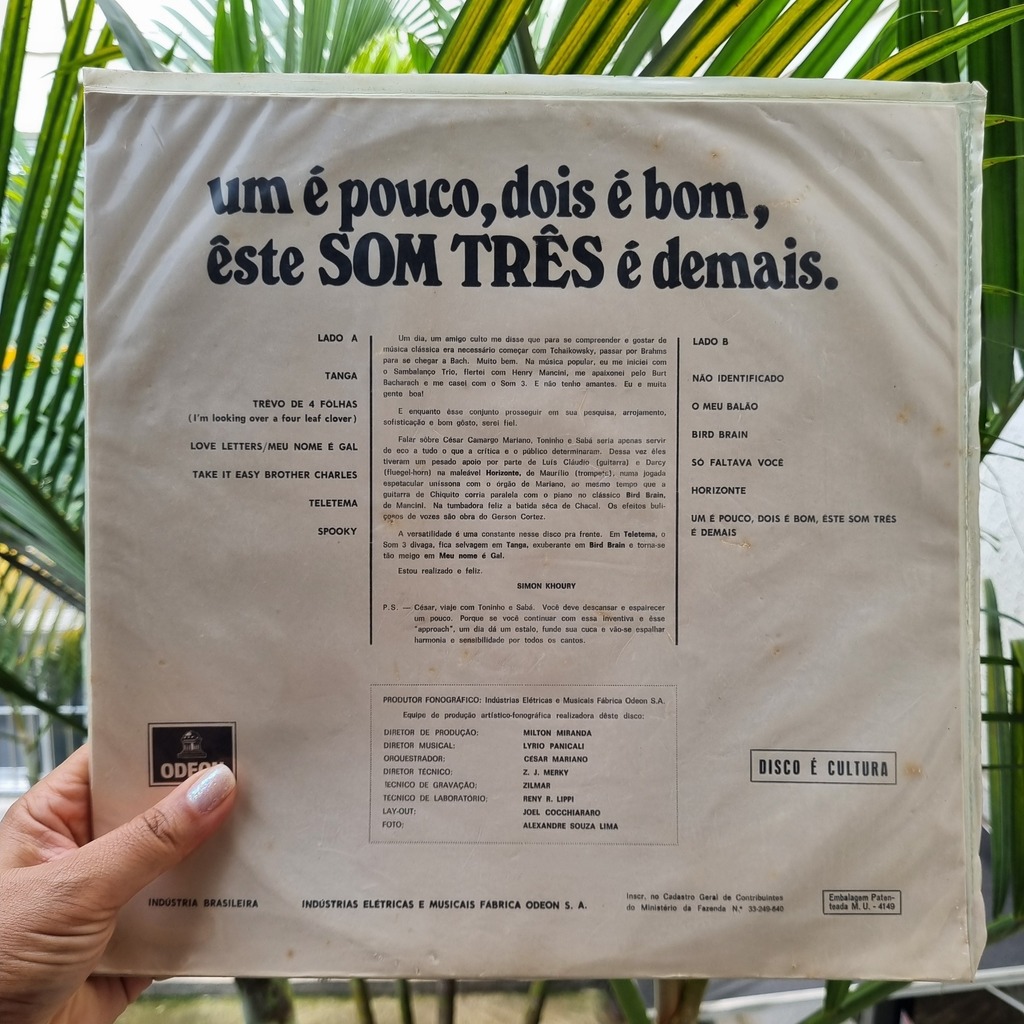 um é pouco, dois é bom,
êste SOM TRÊS é demais.
LADO A
TANGA
TRÊVO DE 4 FÔLHAS
(I'm looking over a four leaf clover)
LOVE LETTERS/MEU NOME É GAL
TAKE IT EASY BROTHER CHARLES
TELETEMA
SPOOKY
Um dia, um amigo culto me disse que para se compreender e gostar de
música clássica era necessário começar com Tchaikowsky, passar por Brahms
para se chegar a Bach. Muito bem. Na música popular, eu me iniciei com
o Sambalanço Trio, flertei com Henry Mancini, me apaixonei pelo Burt
Bacharach e me casei com o Som 3. E não tenho amantes. Eu e muita
gente boa!
E enquanto êsse conjunto prosseguir em sua pesquisa, arrojamento,
sofisticação e bom gôsto, serei fiel.
Falar sôbre César Camargo Mariano, Toninho e Sabá seria apenas servir
de eco a tudo o que a crítica e o público determinaram. Dessa vez êles
tiveram um pesado apoio por parte de Luís Cláudio (guitarra) e Darcy
(fluegel-horn) na maleável Horizonte, de Maurílio (trompete), numa jogada
espetacular uníssona com o órgão de Mariano, ao mesmo tempo que a
guitarra de Chiquito corria paralela com o piano no clássico Bird Brain,
de Mancini. Na tumbadora feliz a batida sêca de Chacal. Os efeitos buli-
çosos de vozes são obra do Gerson Cortez.
A versatilidade é uma constante nesse disco pra frente. Em Teletema, o
Som 3 divaga, fica selvagem em Tanga, exuberante em Bird Brain e torna-se
tão meigo em Meu nome é Gal.
Estou realizado e feliz.
SIMON KHOURY
P.S. — César, viaje com Toninho e Sabá. Você deve descansar e espairecer
um pouco. Porque se você continuar com essa inventiva e êsse
"approach", um dia dá um estalo, funde sua cuca e vão-se espalhar
harmonia e sensibilidade por todos os cantos.
LADO B
NÃO IDENTIFICADO
O MEU BALÃO
BIRD BRAIN
SÓ FALTAVA VOCÊ
HORIZONTE
UM É POUCO, DOIS É BOM, ÊSTE SOM TRÊS
É DEMAIS
PRODUTOR FONOGRÁFICO: Indústrias Elétricas e Musicais Fábrica Odeon S.A.
Equipe de produção artístico-fonográfica realizadora dêste disco:
DIRETOR DE PRODUÇÃO: MILTON MIRANDA
DIRETOR MUSICAL: LYRIO PANICALI
ORQUESTRADOR: CESAR MARIANO
DIRETOR TÉCNICO: Z. J. MERKY
TÉCNICO DE GRAVAÇÃO: ZILMAR
TÉCNICO DE LABORATÓRIO: RENY R. LIPPI
LAY-OUT: JOEL COCCHIARARO
FOTO: ALEXANDRE SOUZA LIMA
ODEON
DISCO É CULTURA
INDÚSTRIA BRASILEIRA
INDÚSTRIAS ELÉTRICAS E MUSICAIS FABRICA ODEON S. A.
Inscr. no Cadastro Geral de Contribuintes
do Ministério da Fazenda N.º 33-249-640
Embalagem Paten-
teada M. U. - 4149